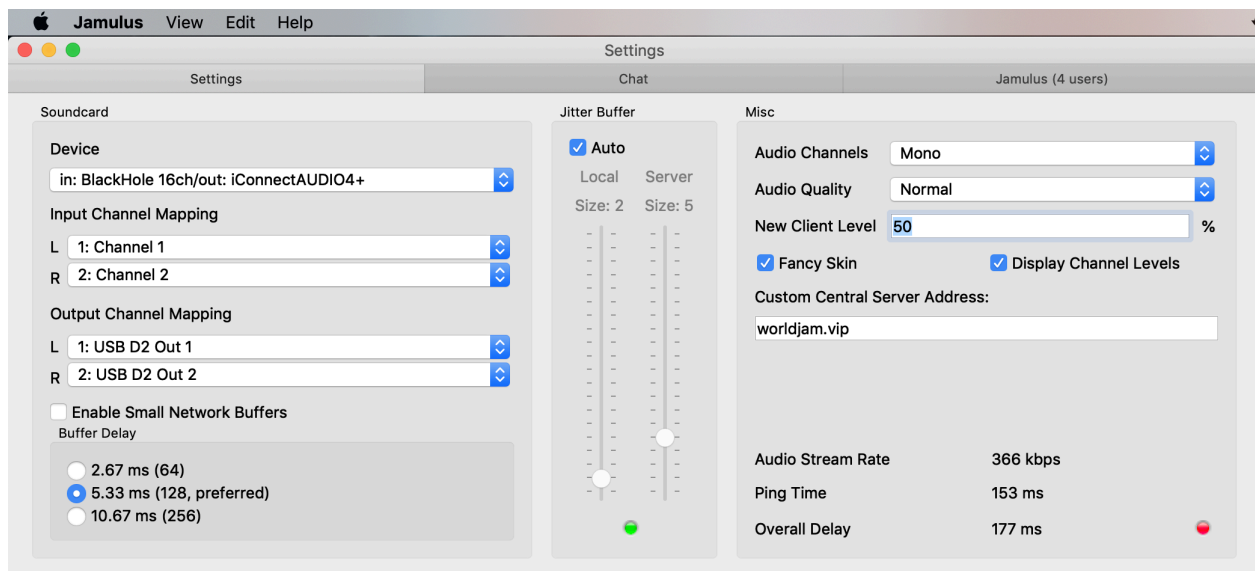 Jamulus View Edit Help
Settings
Settings Chat Jamulus (4 users)
Soundcard
Device
in: BlackHole 16ch/out: iConnectAUDIO4+
Input Channel Mapping
L 1: Channel 1
R 2: Channel 2
Output Channel Mapping
L 1: USB D2 Out 1
R 2: USB D2 Out 2
Enable Small Network Buffers
Buffer Delay
2.67 ms (64)
5.33 ms (128, preferred)
10.67 ms (256)
Jitter Buffer
Auto
Local Server
Size: 2 Size: 5
Misc
Audio Channels Mono
Audio Quality Normal
New Client Level 50 %
Fancy Skin Display Channel Levels
Custom Central Server Address:
worldjam.vip
Audio Stream Rate 366 kbps
Ping Time 153 ms
Overall Delay 177 ms